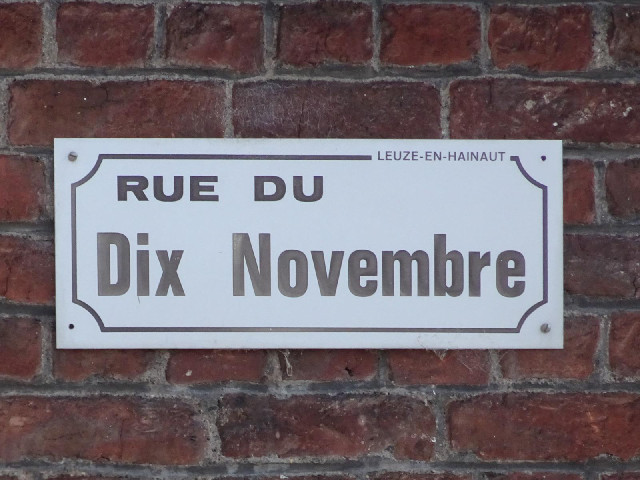 LEUZE-EN-HAINAUT
RUE DU
Dix Novembre